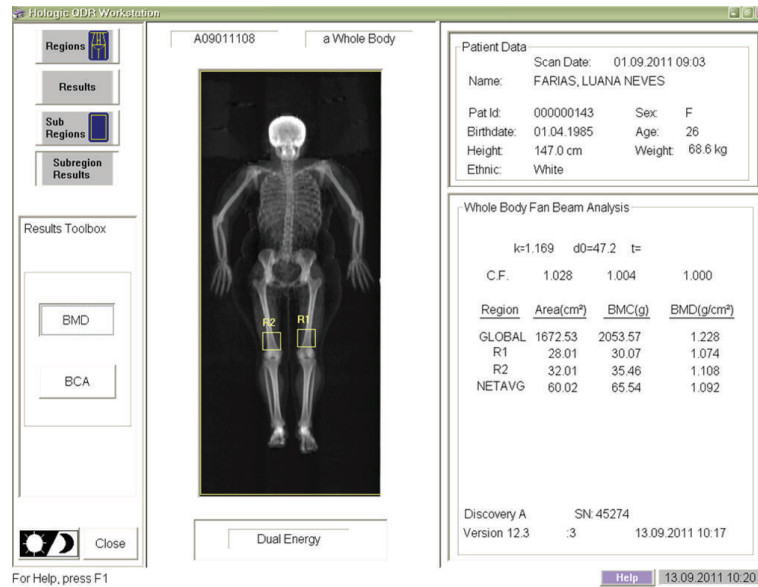 Hologic QDR Workstation
Regions
Results
Sub
Regions
Subregion
Results
Results Toolbox
BMD
BCA
Close
For Help, press F1
A09011108 a Whole Body
R2 R1
Dual Energy
Patient Data
Scan Date: 01.09.2011 09:03
Name: FARIAS, LUANA NEVES
Pat Id: 000000143 Sex: F
Birthdate: 01.04.1985 Age: 26
Height: 147.0 cm Weight: 68.6 kg
Ethnic: White
Whole Body Fan Beam Analysis
k=1.169 d0=47.2 t=
C.F. 1.028 1.004 1.000
Region Area(cm²) BMC(g) BMD(g/cm²)
GLOBAL 1672.53 2053.57 1.228
R1 28.01 30.07 1.074
R2 32.01 35.46 1.108
NETAVG 60.02 65.54 1.092
Discovery A SN: 45274
Version 12.3 :3 13.09.2011 10:17
Help 13.09.2011 10:20